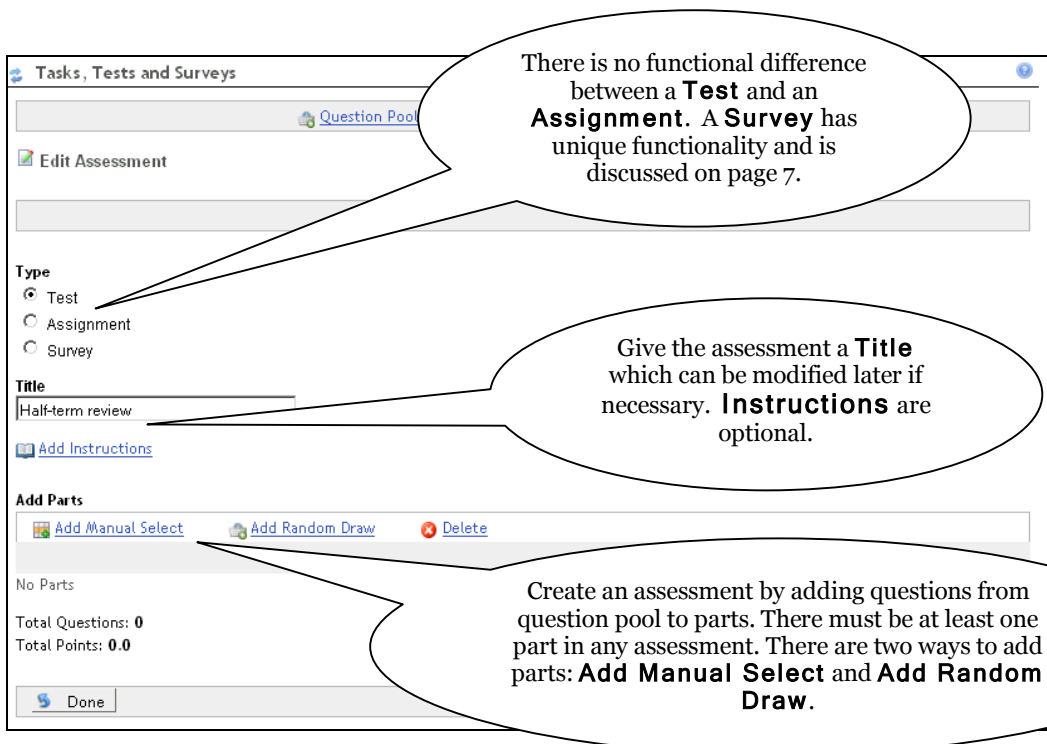 Tasks, Tests and Surveys
There is no functional difference
between a Test and an
Assignment. A Survey has
unique functionality and is
discussed on page 7.
Question Pool
Edit Assessment
Type
Test
Assignment
Survey
Give the assessment a Title
which can be modified later if
necessary. Instructions are
optional.
Title
Half-term review
Add Instructions
Add Parts
Add Manual Select Add Random Draw Delete
No Parts
Total Questions: 0
Total Points: 0.0
Create an assessment by adding questions from
question pool to parts. There must be at least one
part in any assessment. There are two ways to add
parts: Add Manual Select and Add Random
Draw.
Done